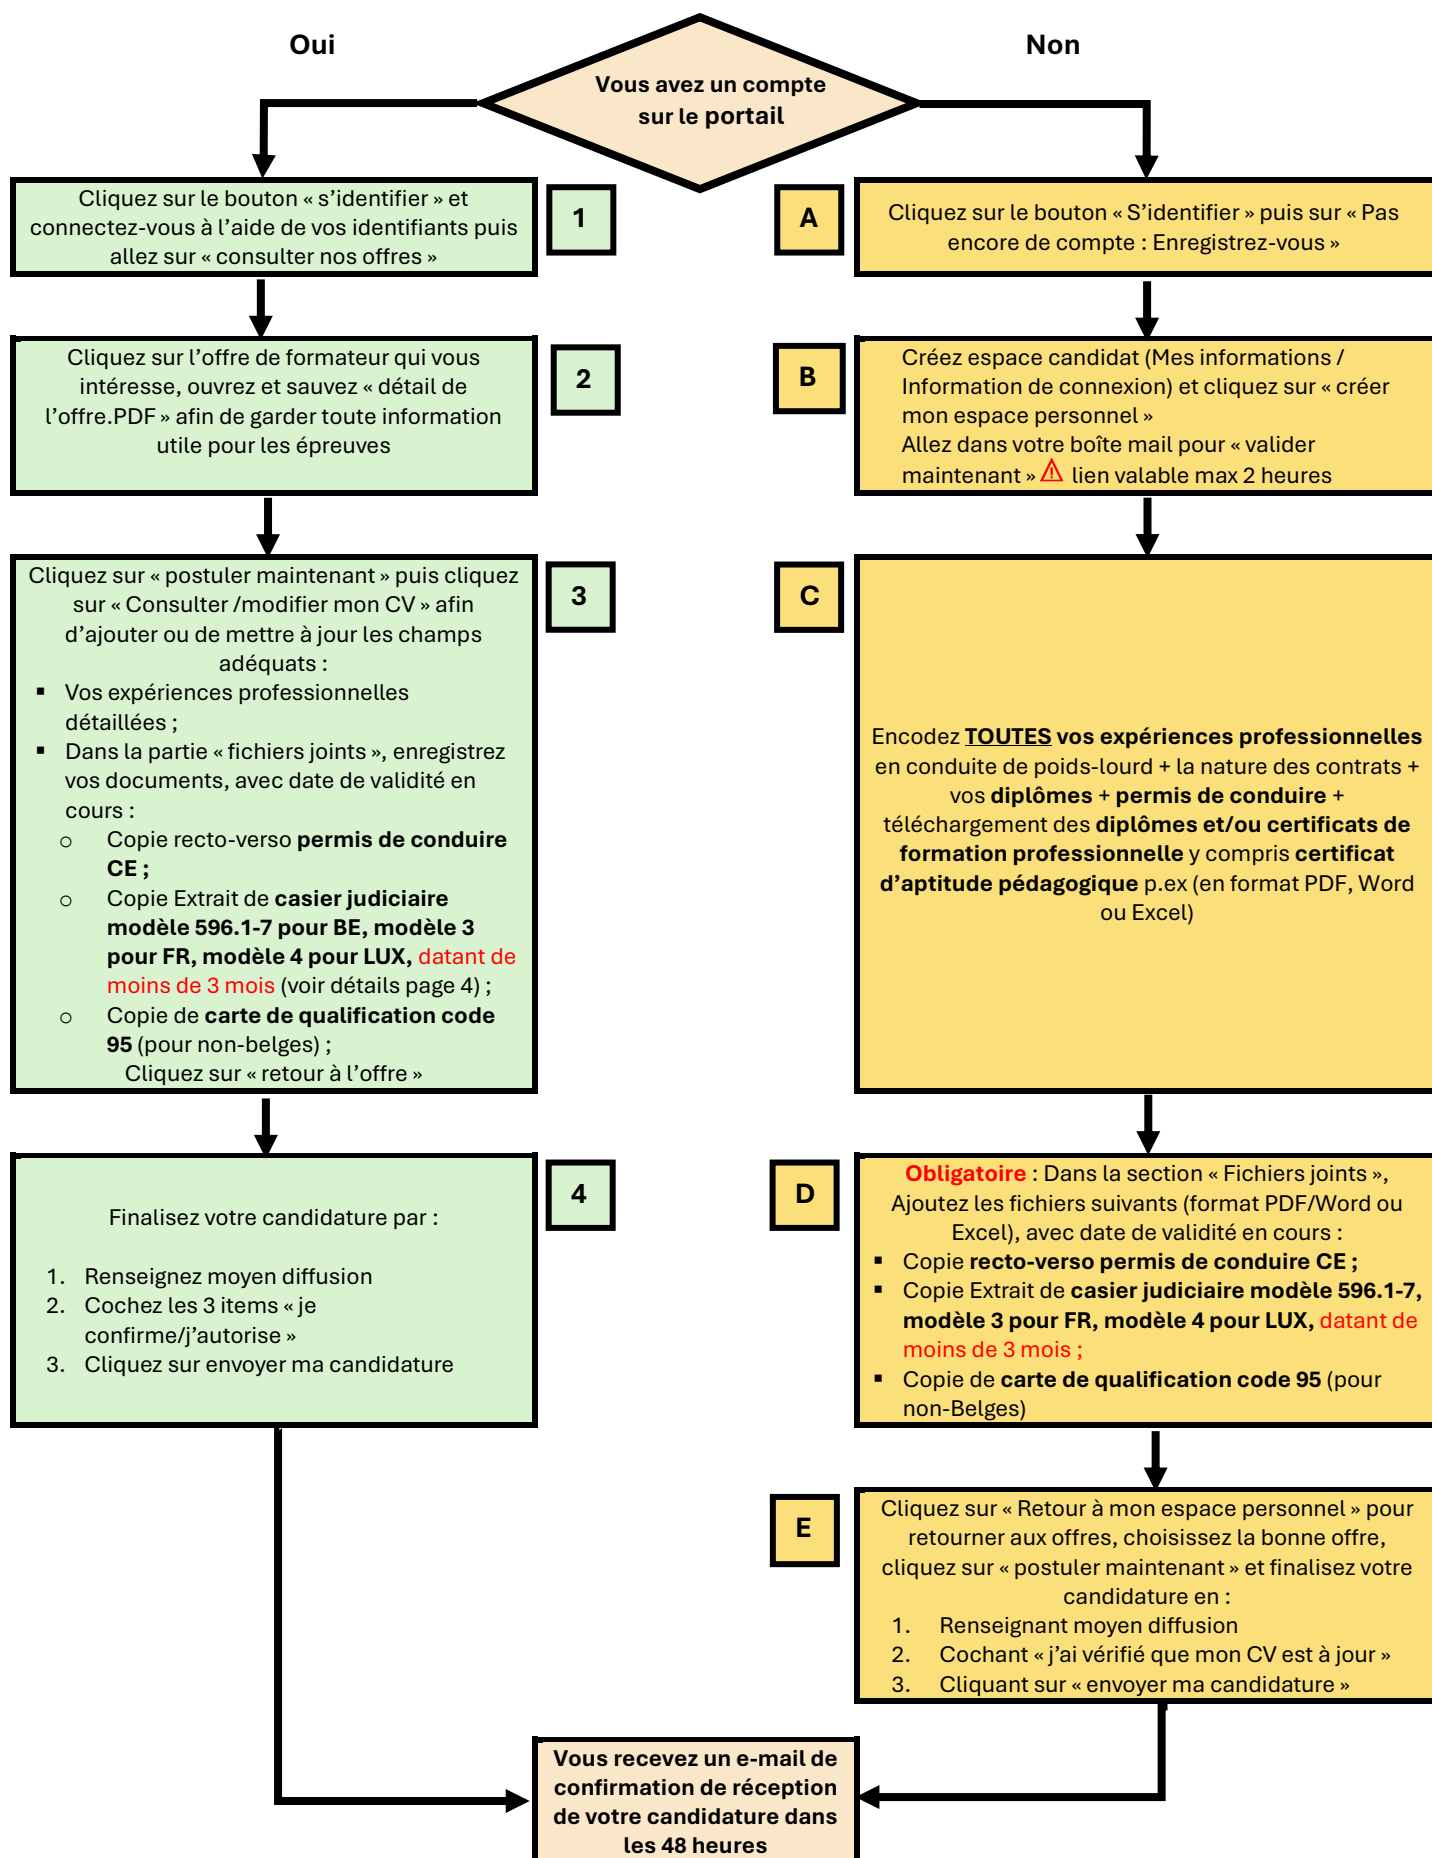 Oui
Non
Vous avez un compte
sur le portail
Cliquez sur le bouton « s’identifier » et
connectez-vous à l’aide de vos identifiants puis
allez sur « consulter nos offres »
1
Cliquez sur l’offre de formateur qui vous
intéresse, ouvrez et sauvez « détail de
l’offre.PDF » afin de garder toute information
utile pour les épreuves
2
Cliquez sur « postuler maintenant » puis cliquez
sur « Consulter /modifier mon CV » afin
d’ajouter ou de mettre à jour les champs
adéquats :
▪ Vos expériences professionnelles
détaillées ;
▪ Dans la partie « fichiers joints », enregistrez
vos documents, avec date de validité en
cours :
o Copie recto-verso permis de conduire
CE ;
o Copie Extrait de casier judiciaire
modèle 596.1-7 pour BE, modèle 3
pour FR, modèle 4 pour LUX, datant de
moins de 3 mois (voir détails page 4) ;
o Copie de carte de qualification code
95 (pour non-belges) ;
Cliquez sur « retour à l’offre »
3
Finalisez votre candidature par :
1. Renseignez moyen diffusion
2. Cochez les 3 items « je
confirme/j’autorise »
3. Cliquez sur envoyer ma candidature
4
A
Cliquez sur le bouton « S’identifier » puis sur « Pas
encore de compte : Enregistrez-vous »
B
Créez espace candidat (Mes informations /
Information de connexion) et cliquez sur « créer
mon espace personnel »
Allez dans votre boîte mail pour « valider
maintenant » ⚠ lien valable max 2 heures
C
Encodez TOUTES vos expériences professionnelles
en conduite de poids-lourd + la nature des contrats +
vos diplômes + permis de conduire +
téléchargement des diplômes et/ou certificats de
formation professionnelle y compris certificat
d’aptitude pédagogique p.ex (en format PDF, Word
ou Excel)
D
Obligatoire : Dans la section « Fichiers joints »,
Ajoutez les fichiers suivants (format PDF/Word ou
Excel), avec date de validité en cours :
▪ Copie recto-verso permis de conduire CE ;
▪ Copie Extrait de casier judiciaire modèle 596.1-7,
modèle 3 pour FR, modèle 4 pour LUX, datant de
moins de 3 mois ;
▪ Copie de carte de qualification code 95 (pour
non-Belges)
E
Cliquez sur « Retour à mon espace personnel » pour
retourner aux offres, choisissez la bonne offre,
cliquez sur « postuler maintenant » et finalisez votre
candidature en :
1. Renseignant moyen diffusion
2. Cochant « j’ai vérifié que mon CV est à jour »
3. Cliquant sur « envoyer ma candidature »
Vous recevez un e-mail de
confirmation de réception
de votre candidature dans
les 48 heures